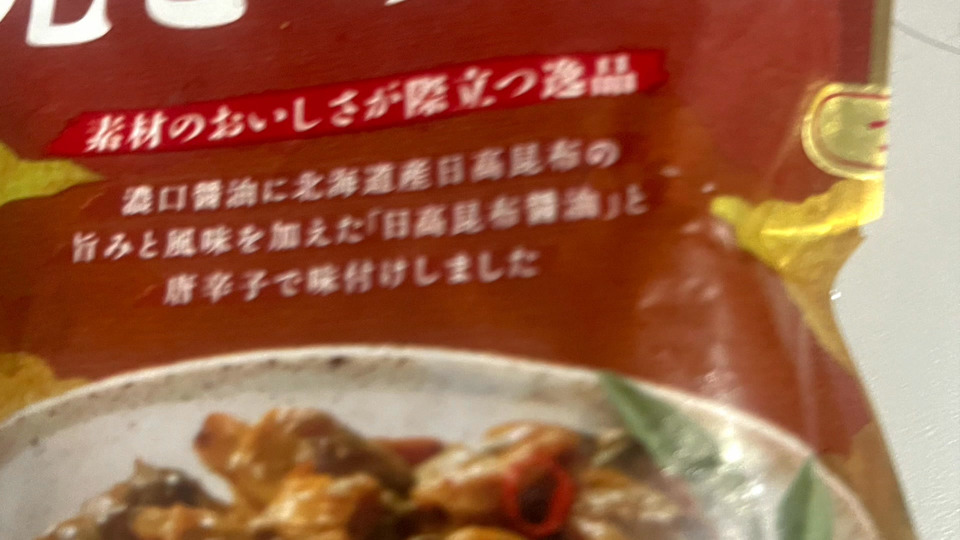 素材のおいしさが際立つ逸品
濃口醤油に北海道産日高昆布の
旨みと風味を加えた「日高昆布醤油」と
唐辛子で味付けしました